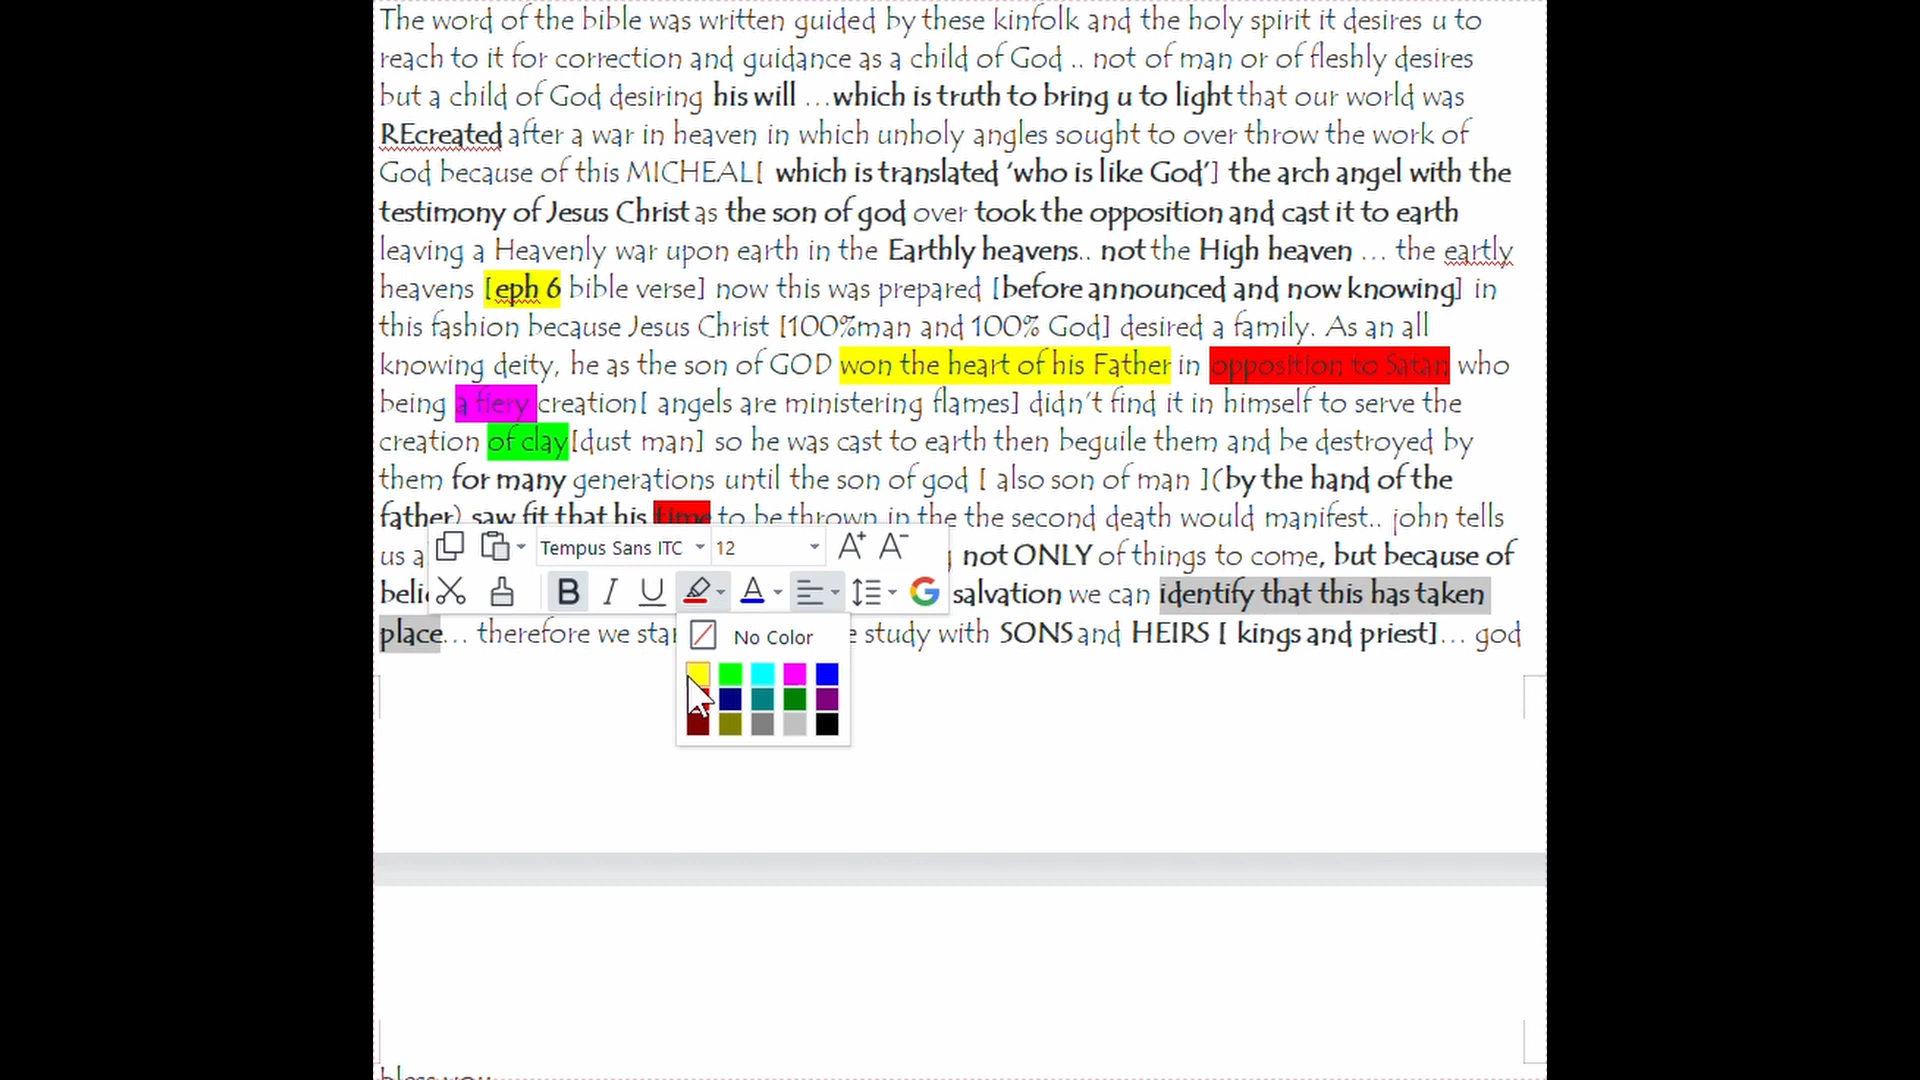 The word of the bible was written guided by these kinfolk and the holy spirit it desires u to
reach to it for correction and guidance as a child of God .. not of man or of fleshly desires
but a child of God desiring his will ...which is truth to bring u to light that our world was
REcreated after a war in heaven in which unholy angles sought to over throw the work of
God because of this MICHEAL[ which is translated ‘who is like God’] the arch angel with the
testimony of Jesus Christ as the son of god over took the opposition and cast it to earth
leaving a Heavenly war upon earth in the Earthly heavens.. not the High heaven ... the eartly
heavens [eph 6 bible verse] now this was prepared [before announced and now knowing] in
this fashion because Jesus Christ [100%man and 100% God] desired a family. As an all
knowing deity, he as the son of GOD won the heart of his Father in opposition to Satan who
being a fiery creation[ angels are ministering flames] didn’t find it in himself to serve the
creation of clay[dust man] so he was cast to earth then beguile them and be destroyed by
them for many generations until the son of god [ also son of man ](by the hand of the
father) saw fit that his time to be thrown in the the second death would manifest.. john tells
us not ONLY of things to come, but because of
salvation we can identify that this has taken
place... therefore we study with SONS and HEIRS [ kings and priest]... god
Tempus Sans ITC 12 A+ A-
B I U A
No Color
bless you